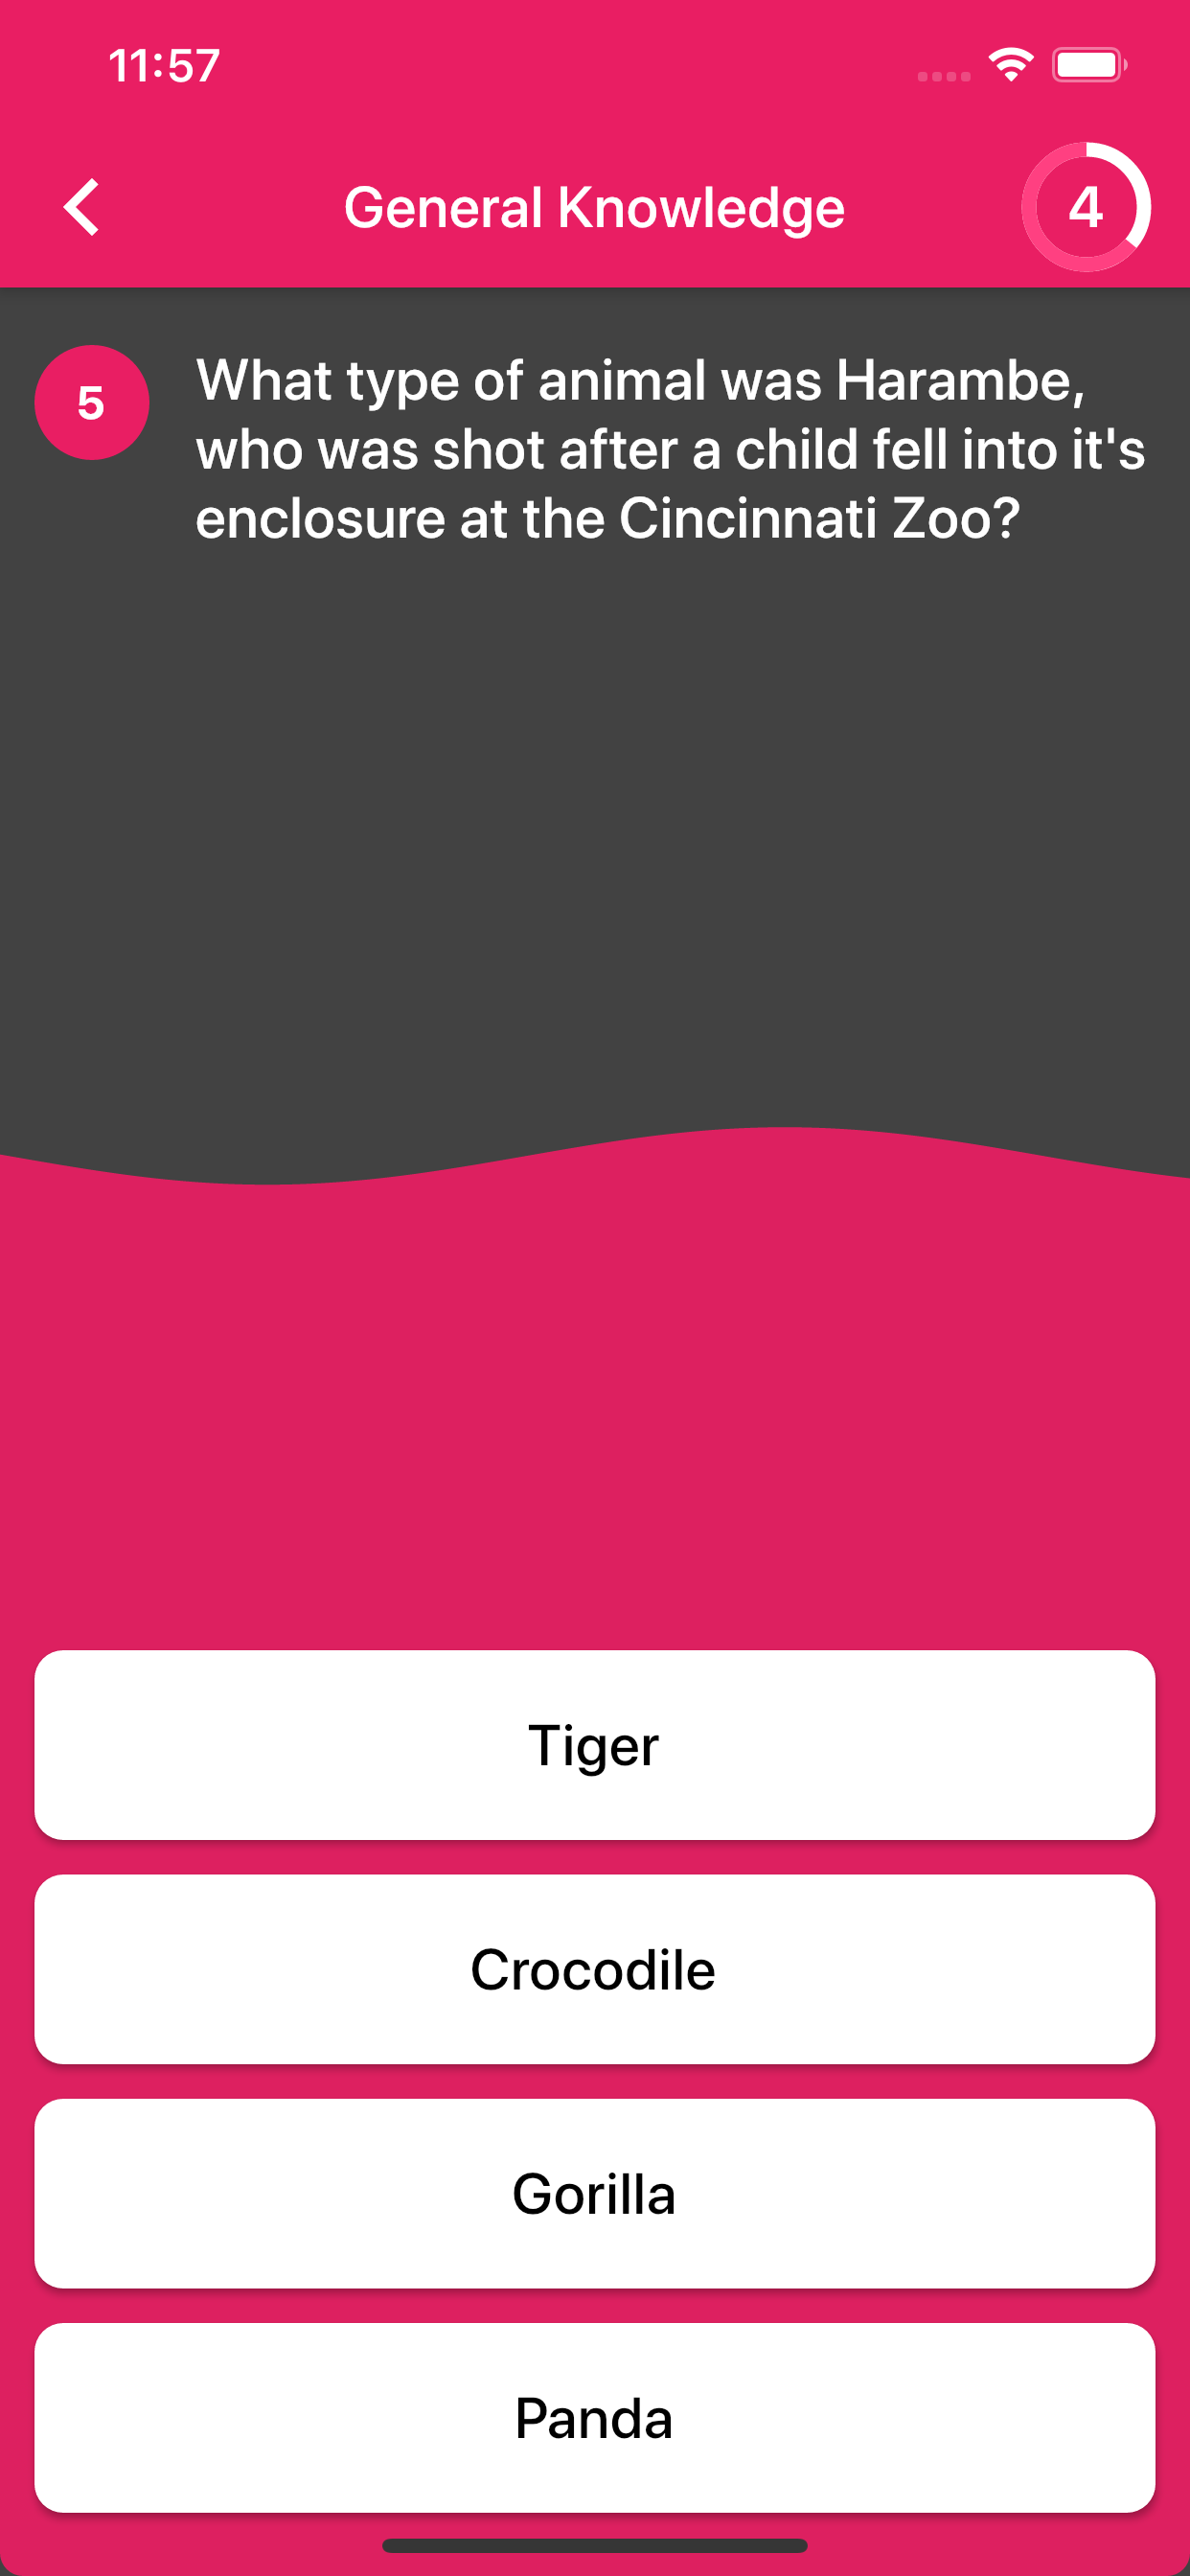 11:57
General Knowledge
4
5
What type of animal was Harambe,
who was shot after a child fell into it's
enclosure at the Cincinnati Zoo?
Tiger
Crocodile
Gorilla
Panda